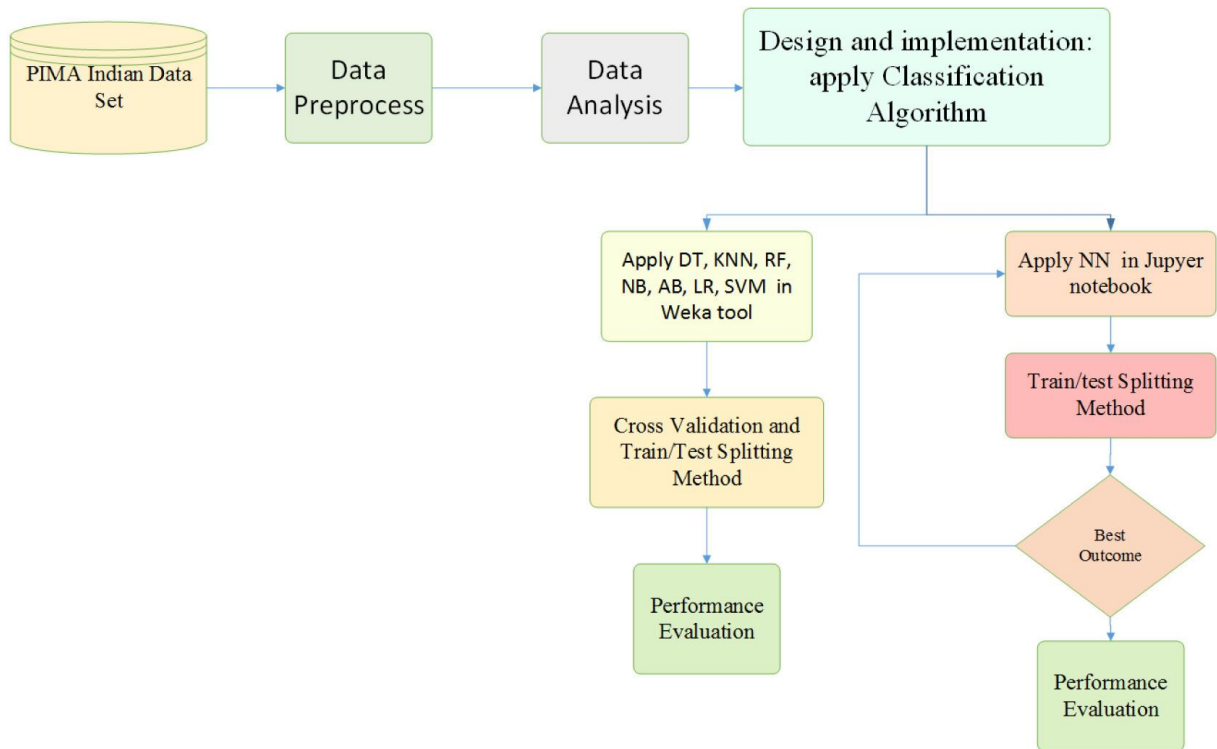 PIMA Indian Data
Set
Data
Preprocess
Data
Analysis
Design and implementation:
apply Classification
Algorithm
Apply DT, KNN, RF,
NB, AB, LR, SVM in
Weka tool
Cross Validation and
Train/Test Splitting
Method
Performance
Evaluation
Apply NN in Jupyer
notebook
Train/test Splitting
Method
Best
Outcome
Performance
Evaluation